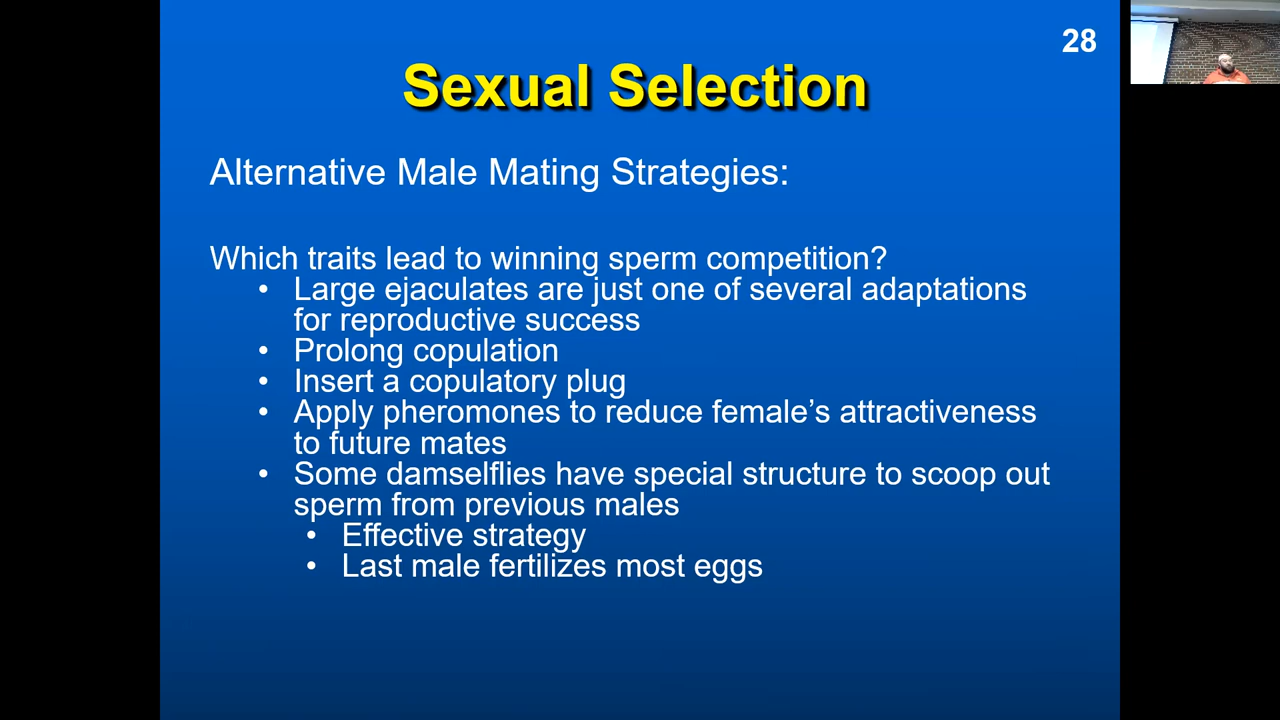 28
Sexual Selection
Alternative Male Mating Strategies:
Which traits lead to winning sperm competition?
• Large ejaculates are just one of several adaptations
for reproductive success
• Prolong copulation
• Insert a copulatory plug
• Apply pheromones to reduce female’s attractiveness
to future mates
• Some damselflies have special structure to scoop out
sperm from previous males
• Effective strategy
• Last male fertilizes most eggs